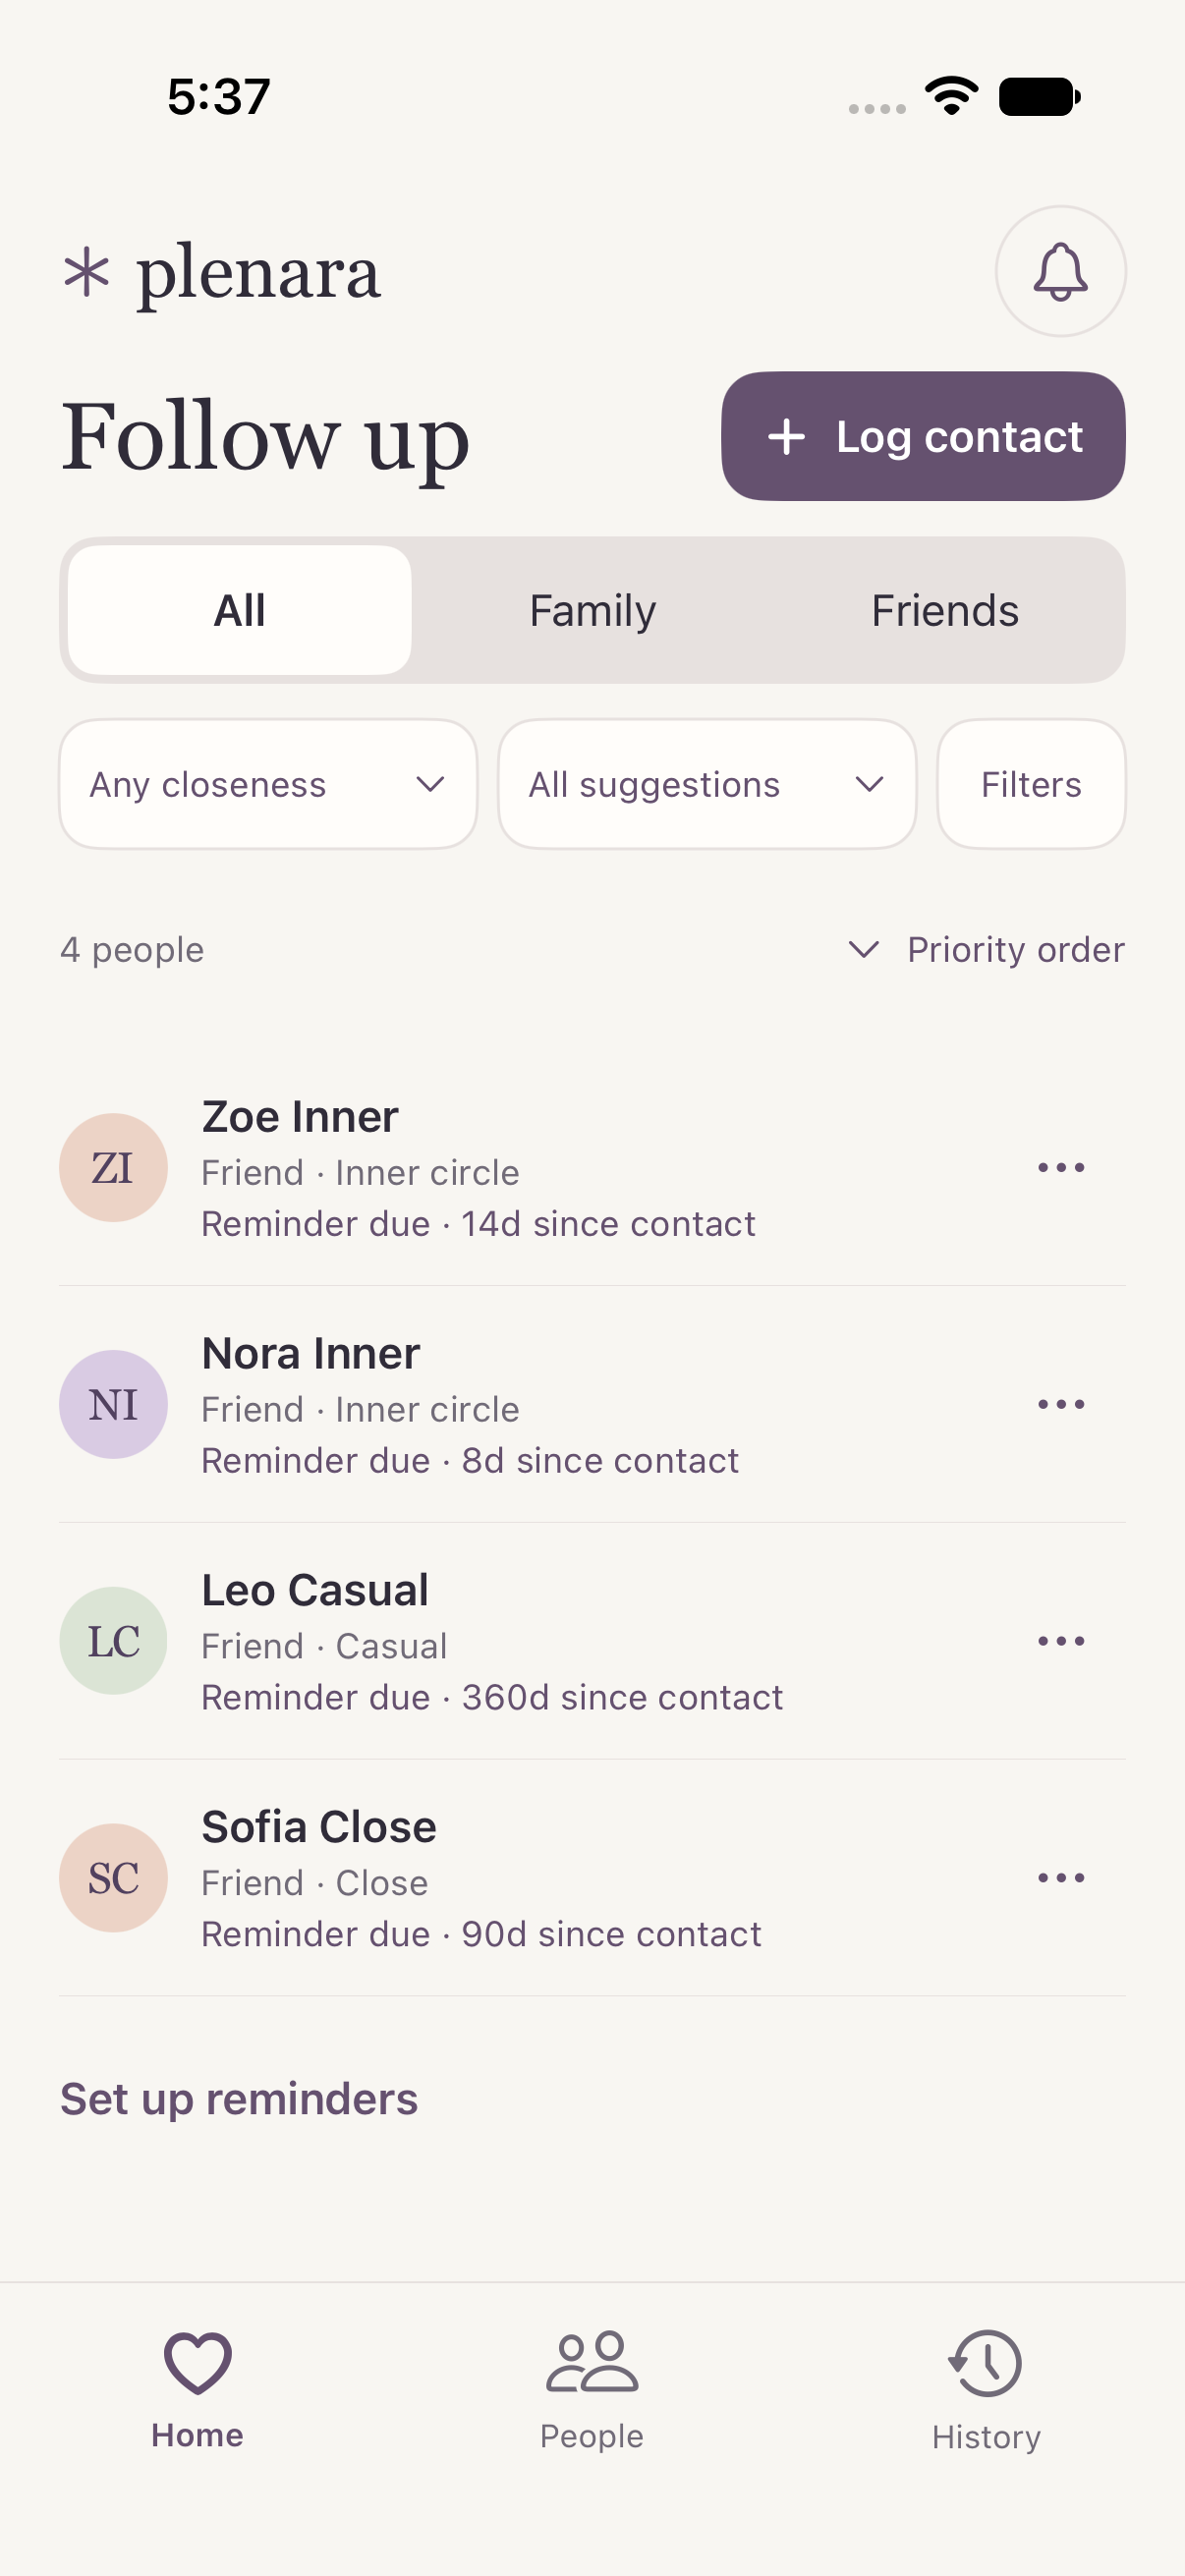 5:37
plenara
Follow up
+ Log contact
All
Family
Friends
Any closeness
All suggestions
Filters
4 people
Priority order
ZI
Zoe Inner
Friend · Inner circle
Reminder due · 14d since contact
NI
Nora Inner
Friend · Inner circle
Reminder due · 8d since contact
LC
Leo Casual
Friend · Casual
Reminder due · 360d since contact
SC
Sofia Close
Friend · Close
Reminder due · 90d since contact
Set up reminders
Home
People
History